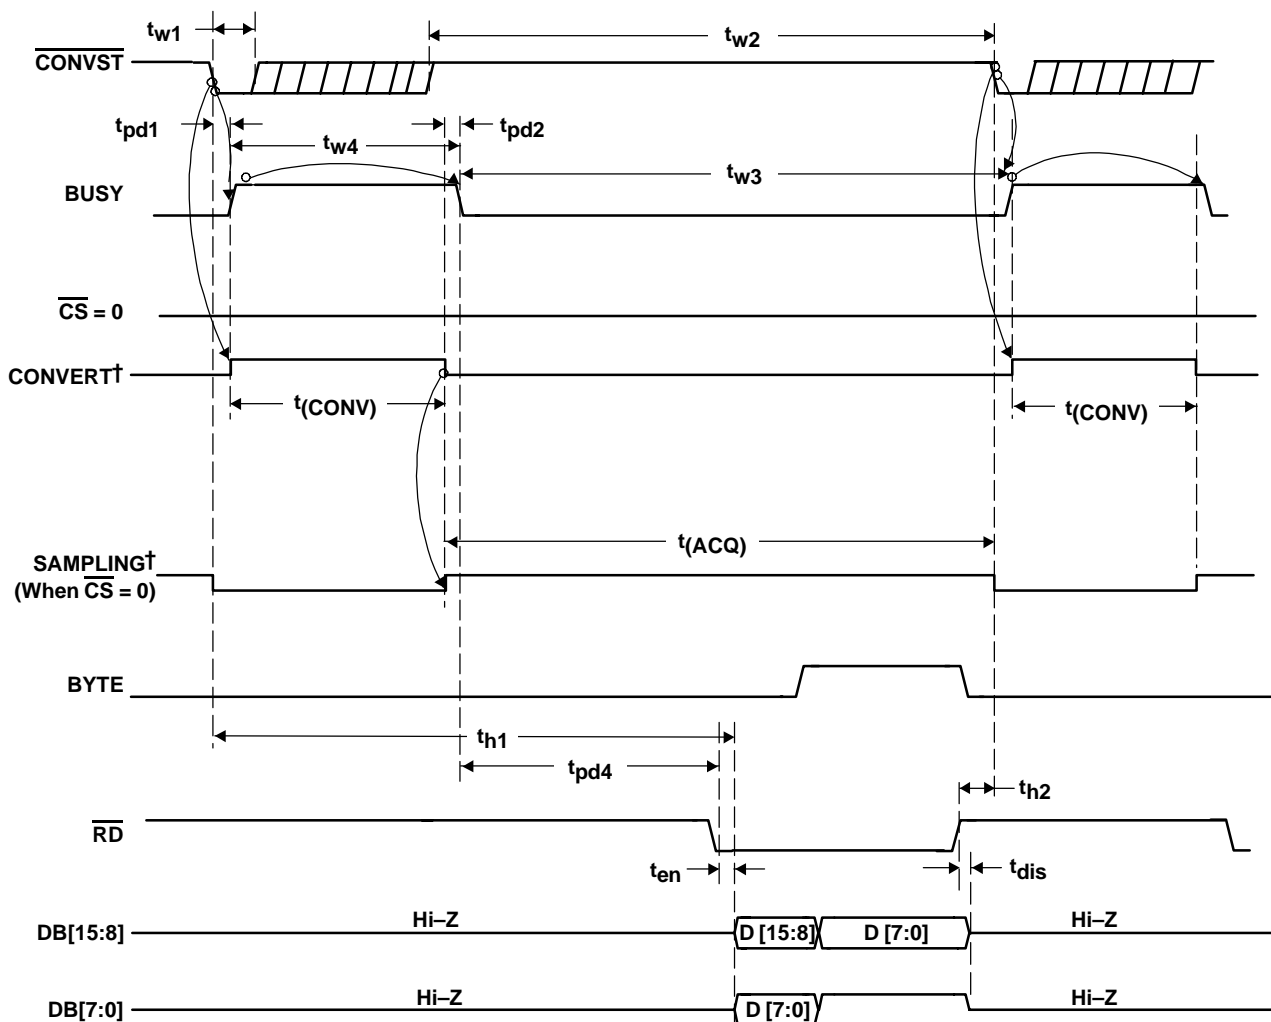 tw1
tw2
CONVST
tpd1
tpd2
tw4
tw3
BUSY
CS = 0
CONVERT†
t(CONV)
t(CONV)
t(ACQ)
SAMPLING†
(When CS = 0)
BYTE
th1
tpd4
th2
RD
ten
tdis
Hi–Z
Hi–Z
DB[15:8]
D [15:8]
D [7:0]
Hi–Z
Hi–Z
DB[7:0]
D [7:0]